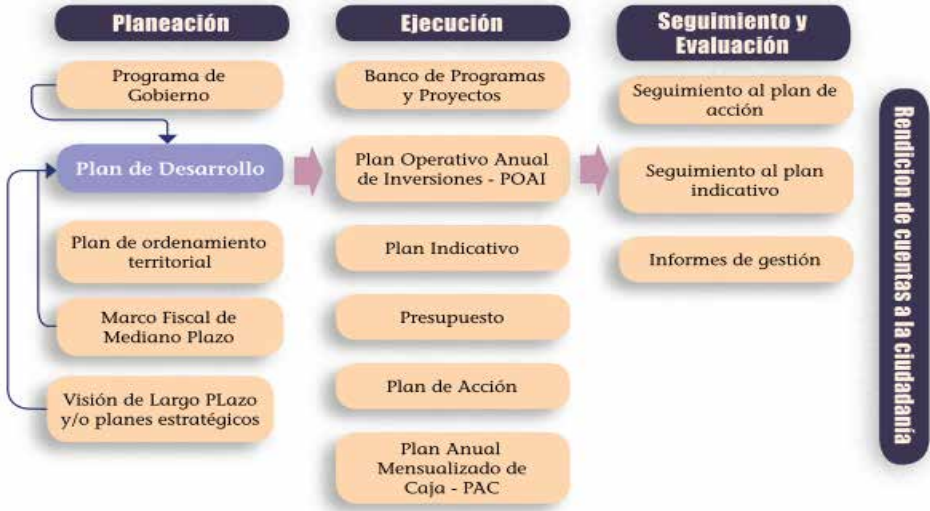 Planeación
Programa de
Gobierno
Plan de Desarrollo
Plan de ordenamiento
territorial
Marco Fiscal de
Mediano Plazo
Visión de Largo PLazo
y/o planes estratégicos
Ejecución
Banco de Programas
y Proyectos
Plan Operativo Anual
de Inversiones - POAI
Plan Indicativo
Presupuesto
Plan de Acción
Plan Anual
Mensualizado de
Caja - PAC
Seguimiento y
Evaluación
Seguimiento al plan de
acción
Seguimiento al plan
indicativo
Informes de gestión
Rendicion de cuentas a la ciudadanía